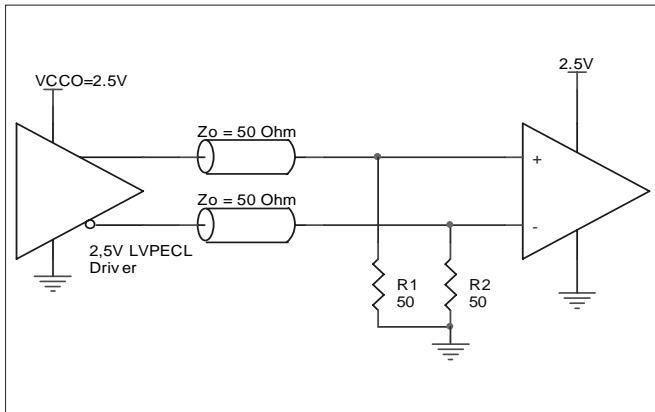 VCCO=2.5V
2.5V
Zo = 50 Ohm
+
Zo = 50 Ohm
-
2,5V LVPECL
Driver
R1
50
R2
50